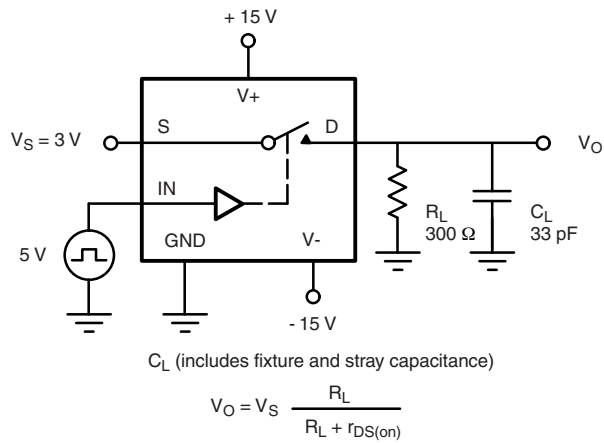 + 15 V
V+
V_S = 3 V
S
D
V_O
IN
R_L
300 Ω
C_L
33 pF
5 V
GND
V-
- 15 V
C_L (includes fixture and stray capacitance)
V_O = V_S R_L / R_L + r_DS(on)